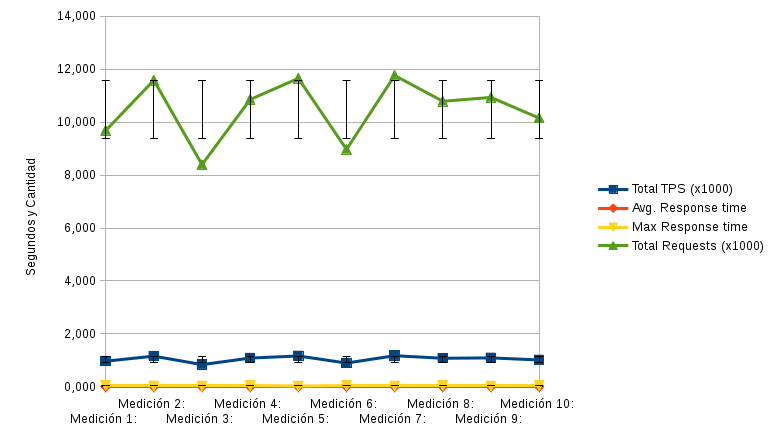 14,000
12,000
10,000
8,000
6,000
4,000
2,000
0,000
Segundos y Cantidad
Medición 2: Medición 4: Medición 6: Medición 8: Medición 10:
Medición 1: Medición 3: Medición 5: Medición 7: Medición 9:
Total TPS (x1000)
Avg. Response time
Max Response time
Total Requests (x1000)